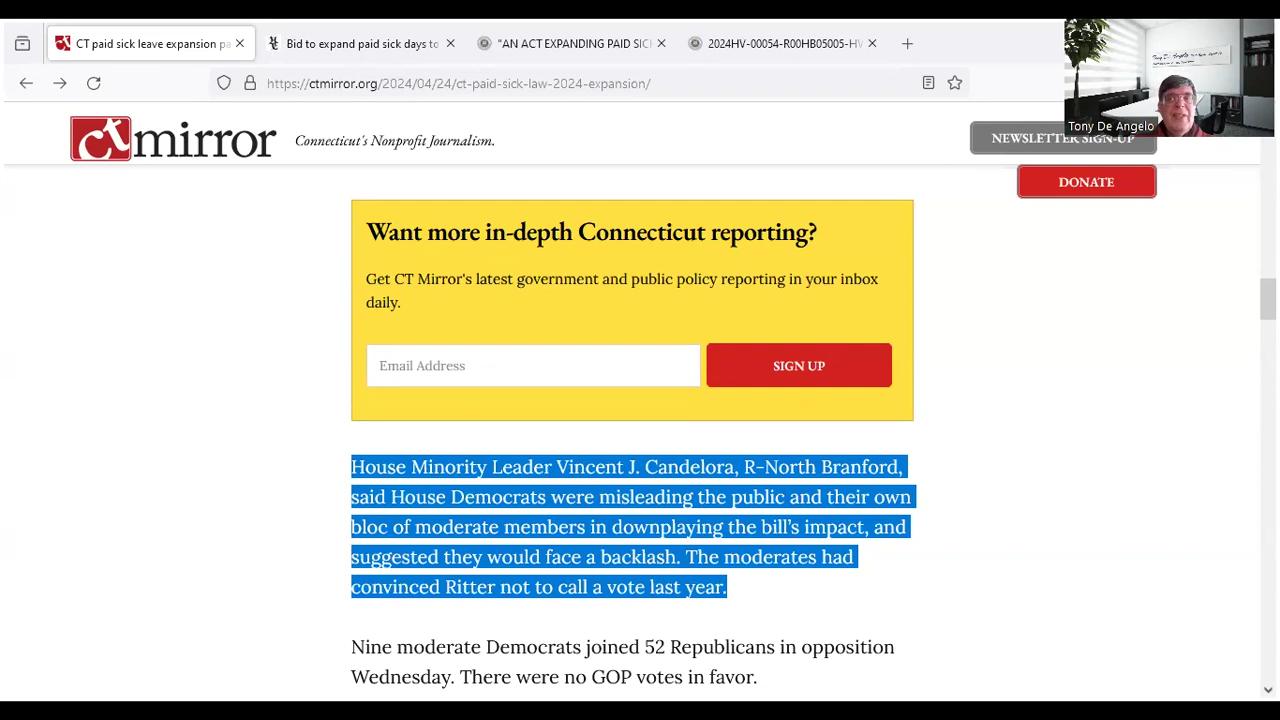 CT paid sick leave expansion pa
Bid to expand paid sick days to
"AN ACT EXPANDING PAID SICK
2024HV-00054-R00HB05005-HV
https://ctmirror.org/2024/04/24/ct-paid-sick-law-2024-expansion/
Tony De Angelo
ct mirror
Connecticut's Nonprofit Journalism.
NEWSLETTER SIGN-UP
DONATE
Want more in-depth Connecticut reporting?
Get CT Mirror's latest government and public policy reporting in your inbox
daily.
Email Address
SIGN UP
House Minority Leader Vincent J. Candelora, R-North Branford,
said House Democrats were misleading the public and their own
bloc of moderate members in downplaying the bill’s impact, and
suggested they would face a backlash. The moderates had
convinced Ritter not to call a vote last year.
Nine moderate Democrats joined 52 Republicans in opposition
Wednesday. There were no GOP votes in favor.